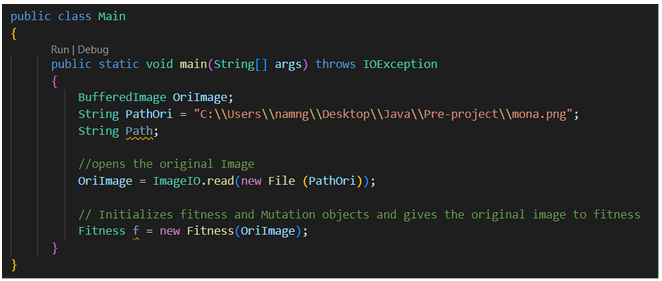 public class Main
{
Run | Debug
public static void main(String[] args) throws IOException
{
BufferedImage OriImage;
String PathOri = "C:\\Users\\namng\\Desktop\\Java\\Pre-project\\mona.png";
String Path;
//opens the original Image
OriImage = ImageIO.read(new File (PathOri));
// Initializes fitness and Mutation objects and gives the original image to fitness
Fitness f = new Fitness(OriImage);
}
}